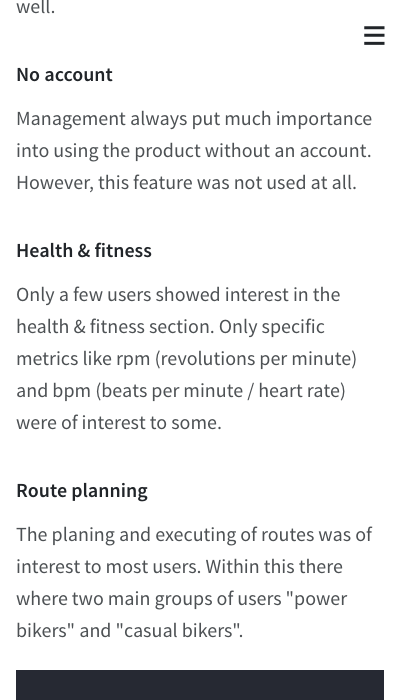 well.
No account
Management always put much importance
into using the product without an account.
However, this feature was not used at all.
Health & fitness
Only a few users showed interest in the
health & fitness section. Only specific
metrics like rpm (revolutions per minute)
and bpm (beats per minute / heart rate)
were of interest to some.
Route planning
The planing and executing of routes was of
interest to most users. Within this there
where two main groups of users "power
bikers" and "casual bikers".